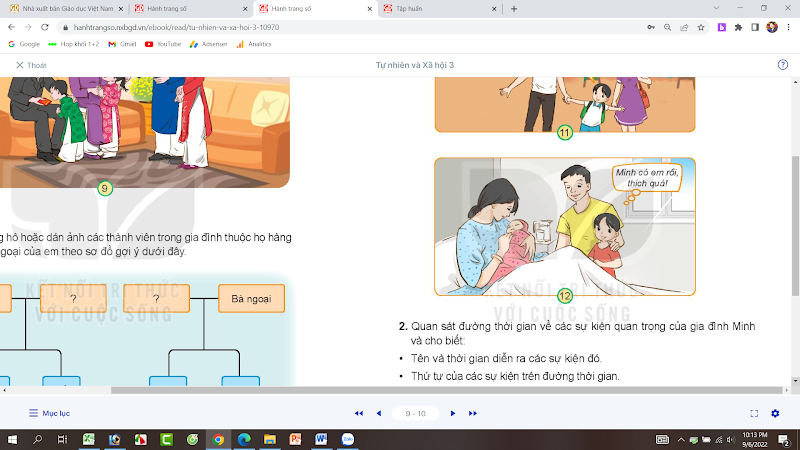 Nhà xuất bản Giáo dục Việt Nam
Hành trang số
Hành trang số
Tập huấn
hanhtrangso.nxbgd.vn/ebook/read/tu-nhien-va-xa-hoi-3-10970
Google
Họp khối 1+2
Gmail
YouTube
Adsenser
Analytics
Thoát
Tự nhiên và Xã hội 3
9
g hô hoặc dán ảnh các thành viên trong gia đình thuộc họ hàng
goại của em theo sơ đồ gợi ý dưới đây.
?
?
Bà ngoại
KẾT NỐI TRI THỨC
VỚI CUỘC SỐNG
11
Mình có em rồi,
thích quá!
12
KẾT NỐI TRI THỨC
VỚI CUỘC SỐNG
2. Quan sát đường thời gian về các sự kiện quan trọng của gia đình Minh
và cho biết:
• Tên và thời gian diễn ra các sự kiện đó.
• Thứ tự của các sự kiện trên đường thời gian.
Mục lục
9 - 10
Zalo
10:13 PM
9/6/2022